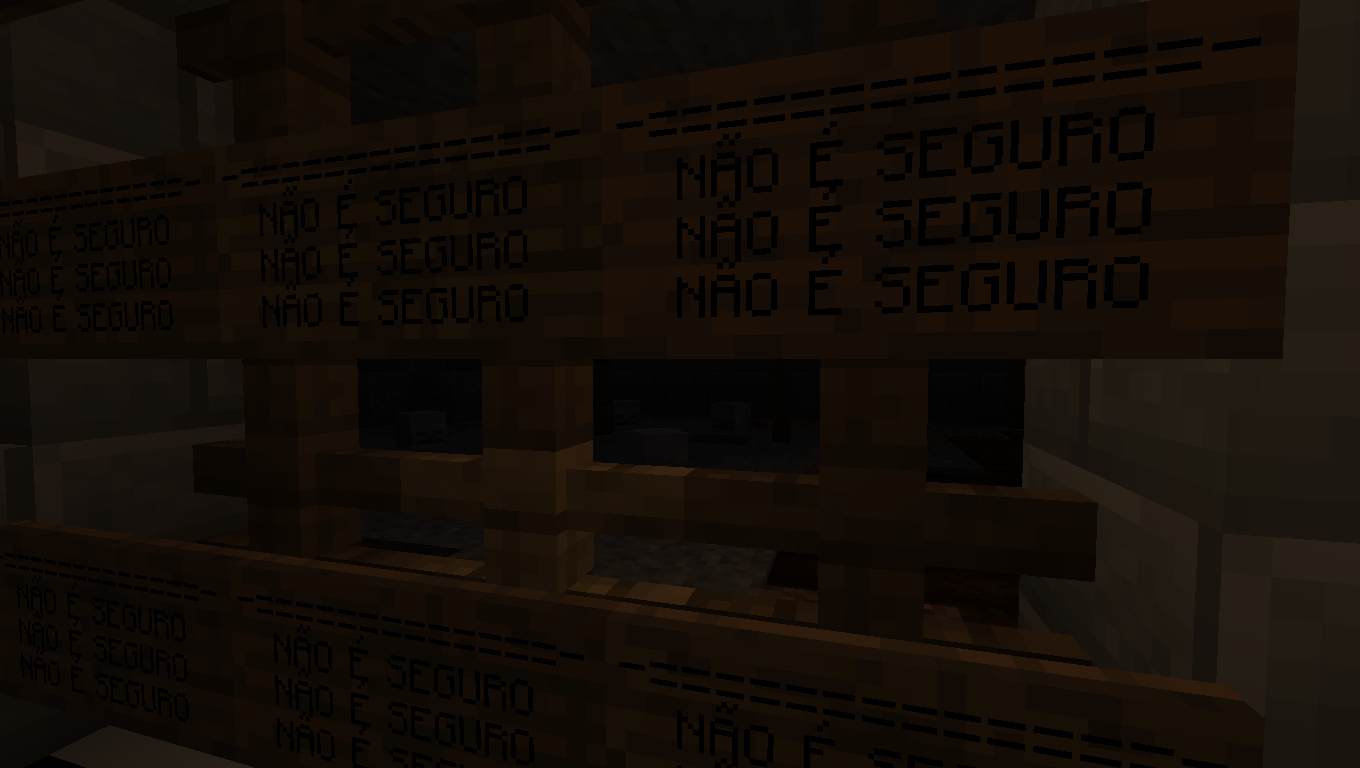 ==============
NÃO É SEGURO
NÃO É SEGURO
NÃO É SEGURO
==============
NÃO É SEGURO
NÃO É SEGURO
NÃO É SEGURO
==============
NÃO É SEGURO
NÃO É SEGURO
NÃO É SEGURO
==============
NÃO É SEGURO
NÃO É SEGURO
NÃO É SEGURO
==============
NÃO É SEGURO
NÃO É SEGURO
NÃO É SEGURO
==============
NÃO É